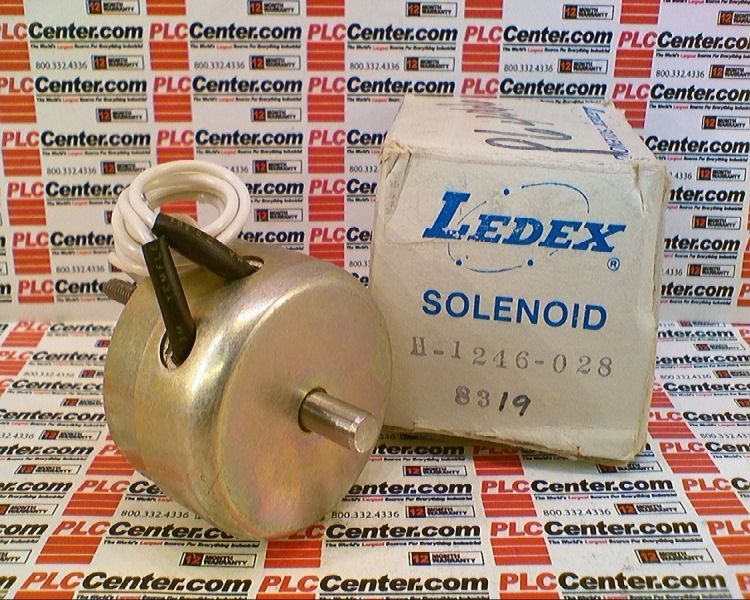 PLCCenter.com
The World's Largest Source For Everything Industrial
800.332.4336
12 MONTH WARRANTY
LEDEX
®
SOLENOID
H-1246-028
8319